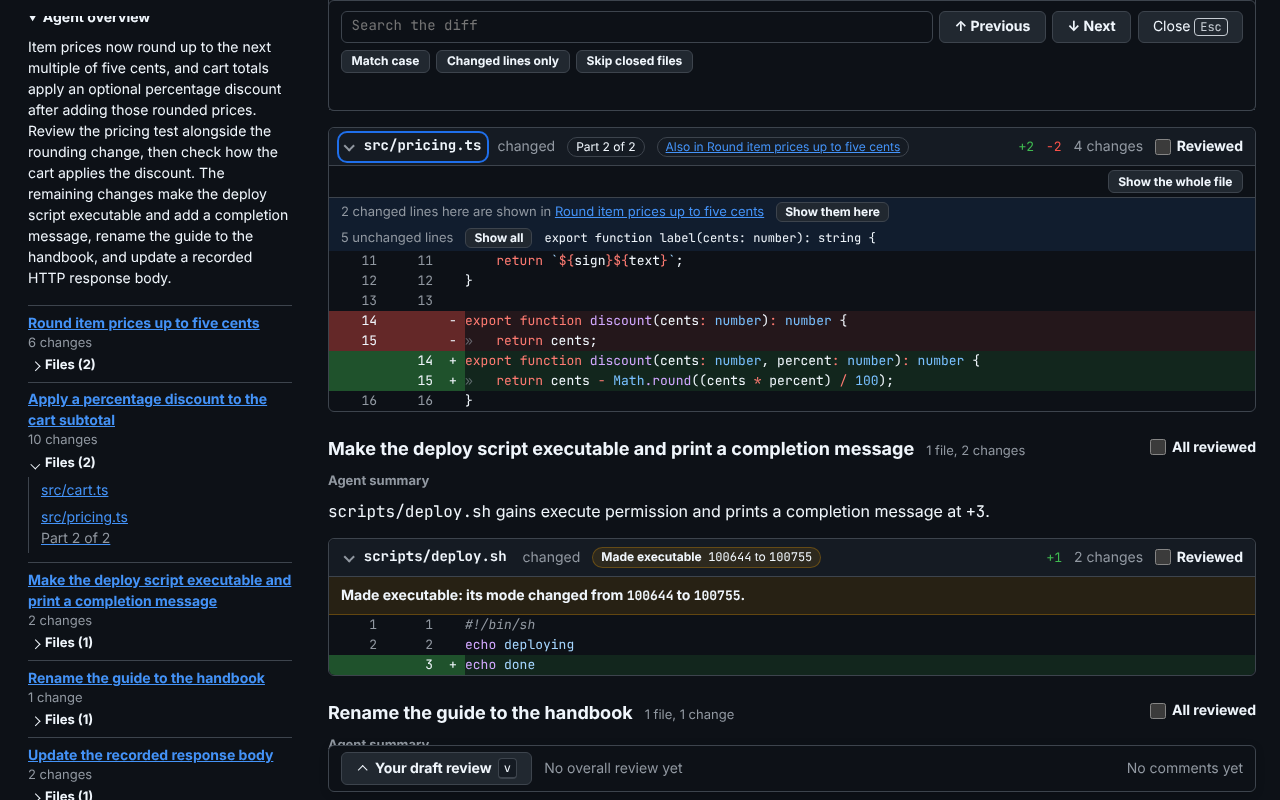 ▼ Agent overview
Item prices now round up to the next
multiple of five cents, and cart totals
apply an optional percentage discount
after adding those rounded prices.
Review the pricing test alongside the
rounding change, then check how the
cart applies the discount. The
remaining changes make the deploy
script executable and add a completion
message, rename the guide to the
handbook, and update a recorded
HTTP response body.
Round item prices up to five cents
6 changes
Files (2)
Apply a percentage discount to the
cart subtotal
10 changes
Files (2)
src/cart.ts
src/pricing.ts
Part 2 of 2
Make the deploy script executable and
print a completion message
2 changes
Files (1)
Rename the guide to the handbook
1 change
Files (1)
Update the recorded response body
2 changes
Files (1)
Search the diff
↑ Previous
↓ Next
Close Esc
Match case
Changed lines only
Skip closed files
src/pricing.ts changed Part 2 of 2 Also in Round item prices up to five cents +2 -2 4 changes Reviewed
Show the whole file
2 changed lines here are shown in Round item prices up to five cents Show them here
5 unchanged lines Show all export function label(cents: number): string {
11 11 return `${sign}${text}`;
12 12 }
13 13
14 - export function discount(cents: number): number {
15 - » return cents;
14 + export function discount(cents: number, percent: number): number {
15 + » return cents - Math.round((cents * percent) / 100);
16 16 }
Make the deploy script executable and print a completion message 1 file, 2 changes All reviewed
Agent summary
scripts/deploy.sh gains execute permission and prints a completion message at +3.
scripts/deploy.sh changed Made executable 100644 to 100755 +1 2 changes Reviewed
Made executable: its mode changed from 100644 to 100755.
1 1 #!/bin/sh
2 2 echo deploying
3 + echo done
Rename the guide to the handbook 1 file, 1 change All reviewed
Agent summary
Your draft review v No overall review yet No comments yet